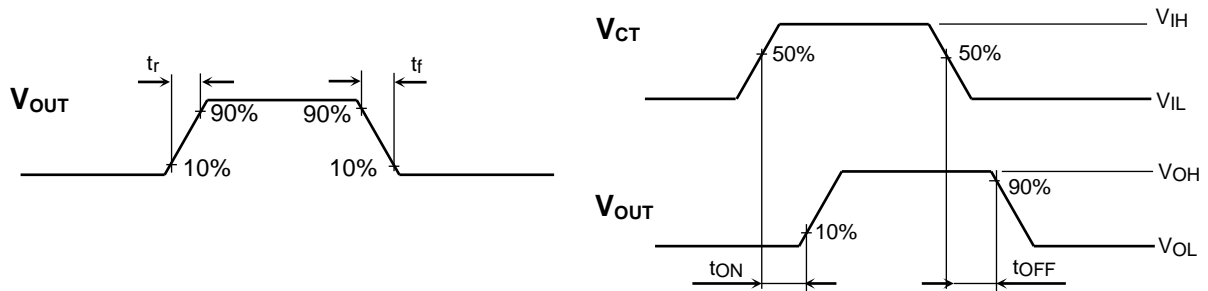 tr
tf
VOUT
90%
90%
10%
10%
VCT
VIH
50%
50%
VIL
VOH
90%
VOUT
10%
VOL
tON
tOFF